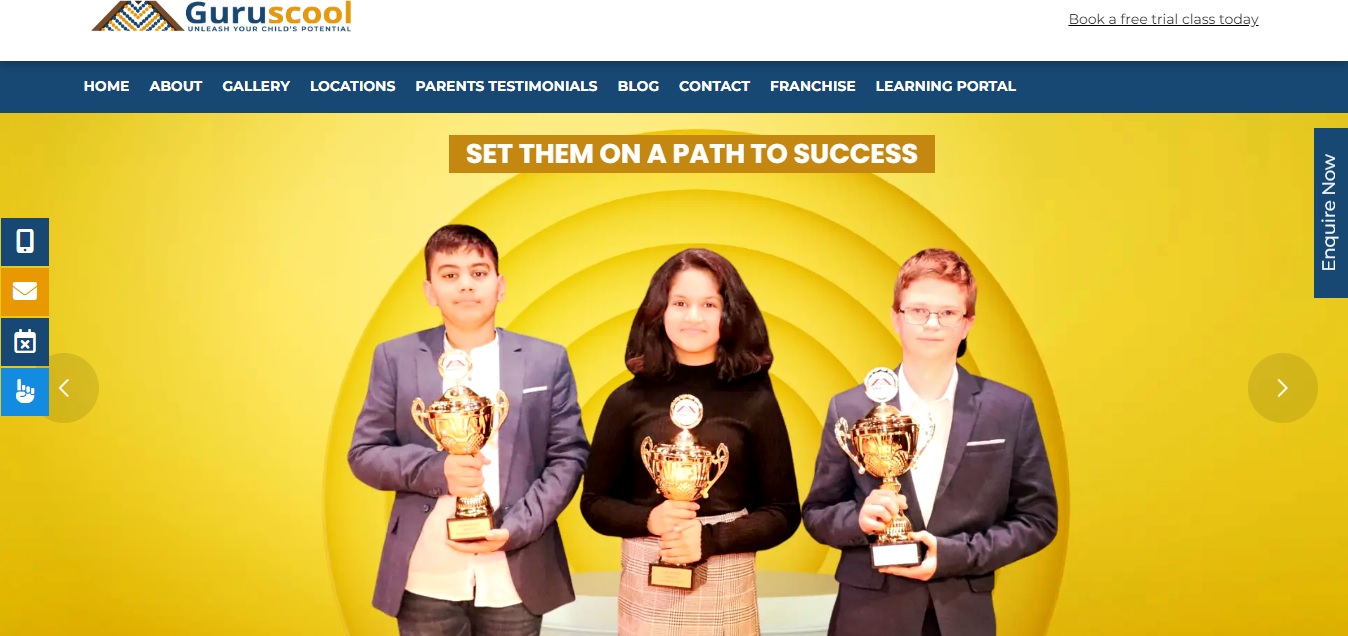 Guruscool
UNLEASH YOUR CHILD'S POTENTIAL
Book a free trial class today
HOME ABOUT GALLERY LOCATIONS PARENTS TESTIMONIALS BLOG CONTACT FRANCHISE LEARNING PORTAL
SET THEM ON A PATH TO SUCCESS
Enquire Now